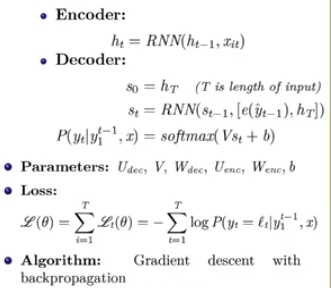 • Encoder:
h_t = RNN(h_{t-1}, x_{it})
• Decoder:
s_0 = h_T (T is length of input)
s_t = RNN(s_{t-1}, [e(ŷ_{t-1}), h_T])
P(y_t|y_1^{t-1}, x) = softmax(Vs_t + b)
• Parameters: U_{dec}, V, W_{dec}, U_{enc}, W_{enc}, b
• Loss:
ℒ(θ) = ∑_{i=1}^{T} ℒ_t(θ) = −∑_{t=1}^{T} log P(y_t = ℓ_t|y_1^{t-1}, x)
• Algorithm: Gradient descent with
backpropagation